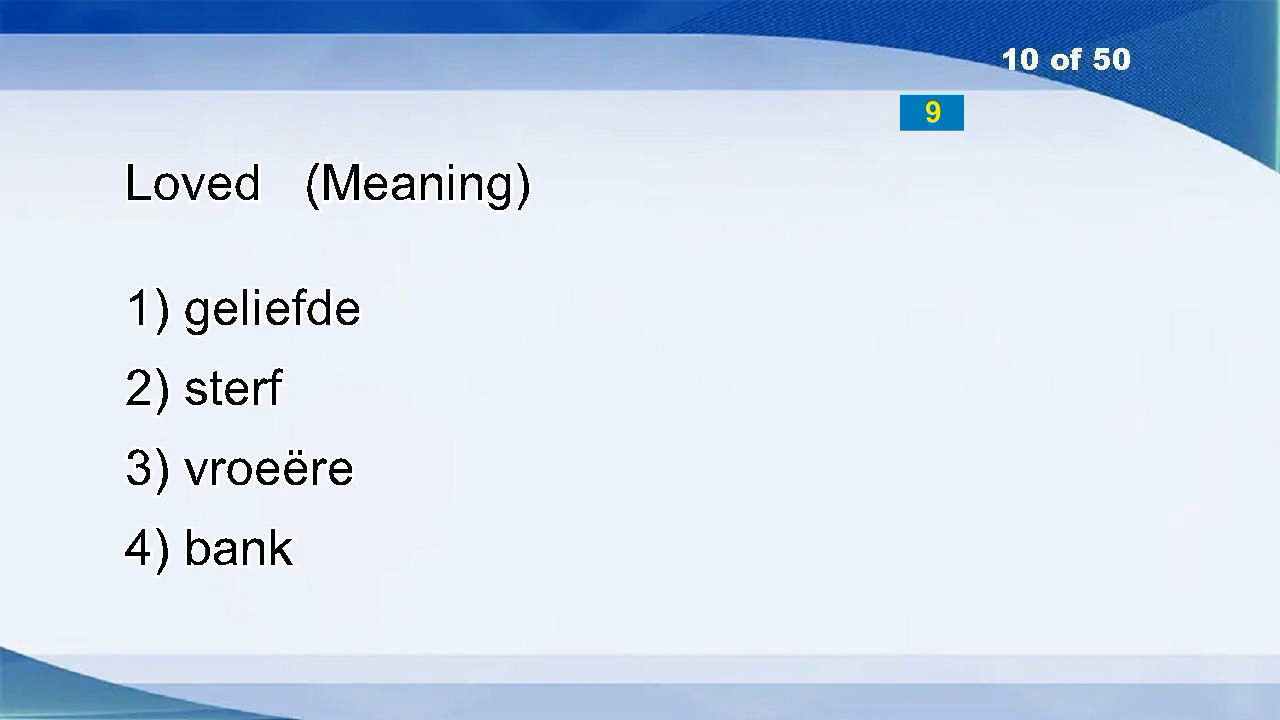 10 of 50
9
Loved (Meaning)
1) geliefde
2) sterf
3) vroeëre
4) bank